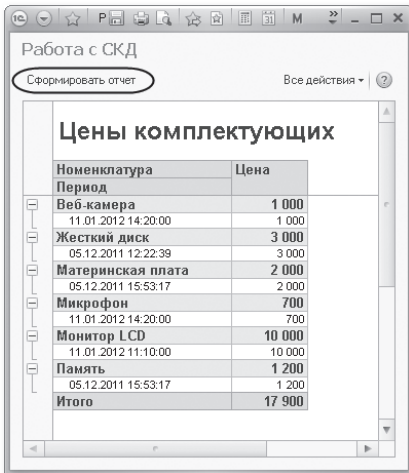 1С
31
M
Работа с СКД
Сформировать отчет
Все действия
?
Цены комплектующих
Номенклатура Цена
Период
Веб-камера 1 000
11.01.2012 14:20:00 1 000
Жесткий диск 3 000
05.12.2011 12:22:39 3 000
Материнская плата 2 000
05.12.2011 15:53:17 2 000
Микрофон 700
11.01.2012 14:20:00 700
Монитор LCD 10 000
11.01.2012 11:10:00 10 000
Память 1 200
05.12.2011 15:53:17 1 200
Итого 17 900